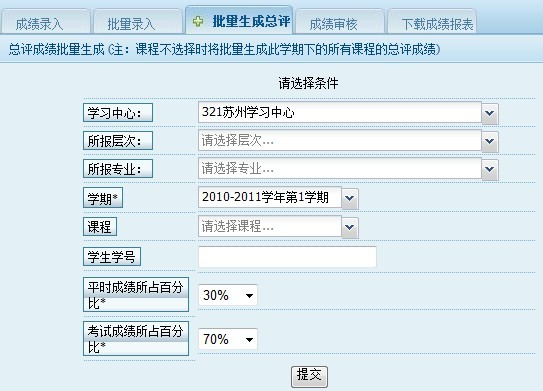 成绩录入 批量录入 批量生成总评 成绩审核 下载成绩报表
总评成绩批量生成(注：课程不选择时将批量生成此学期下的所有课程的总评成绩)
请选择条件
学习中心： 321苏州学习中心
所报层次： 请选择层次...
所报专业： 请选择专业...
学期* 2010-2011学年第1学期
课程 请选择课程...
学生学号
平时成绩所占百分
比* 30%
考试成绩所占百分
比* 70%
提交